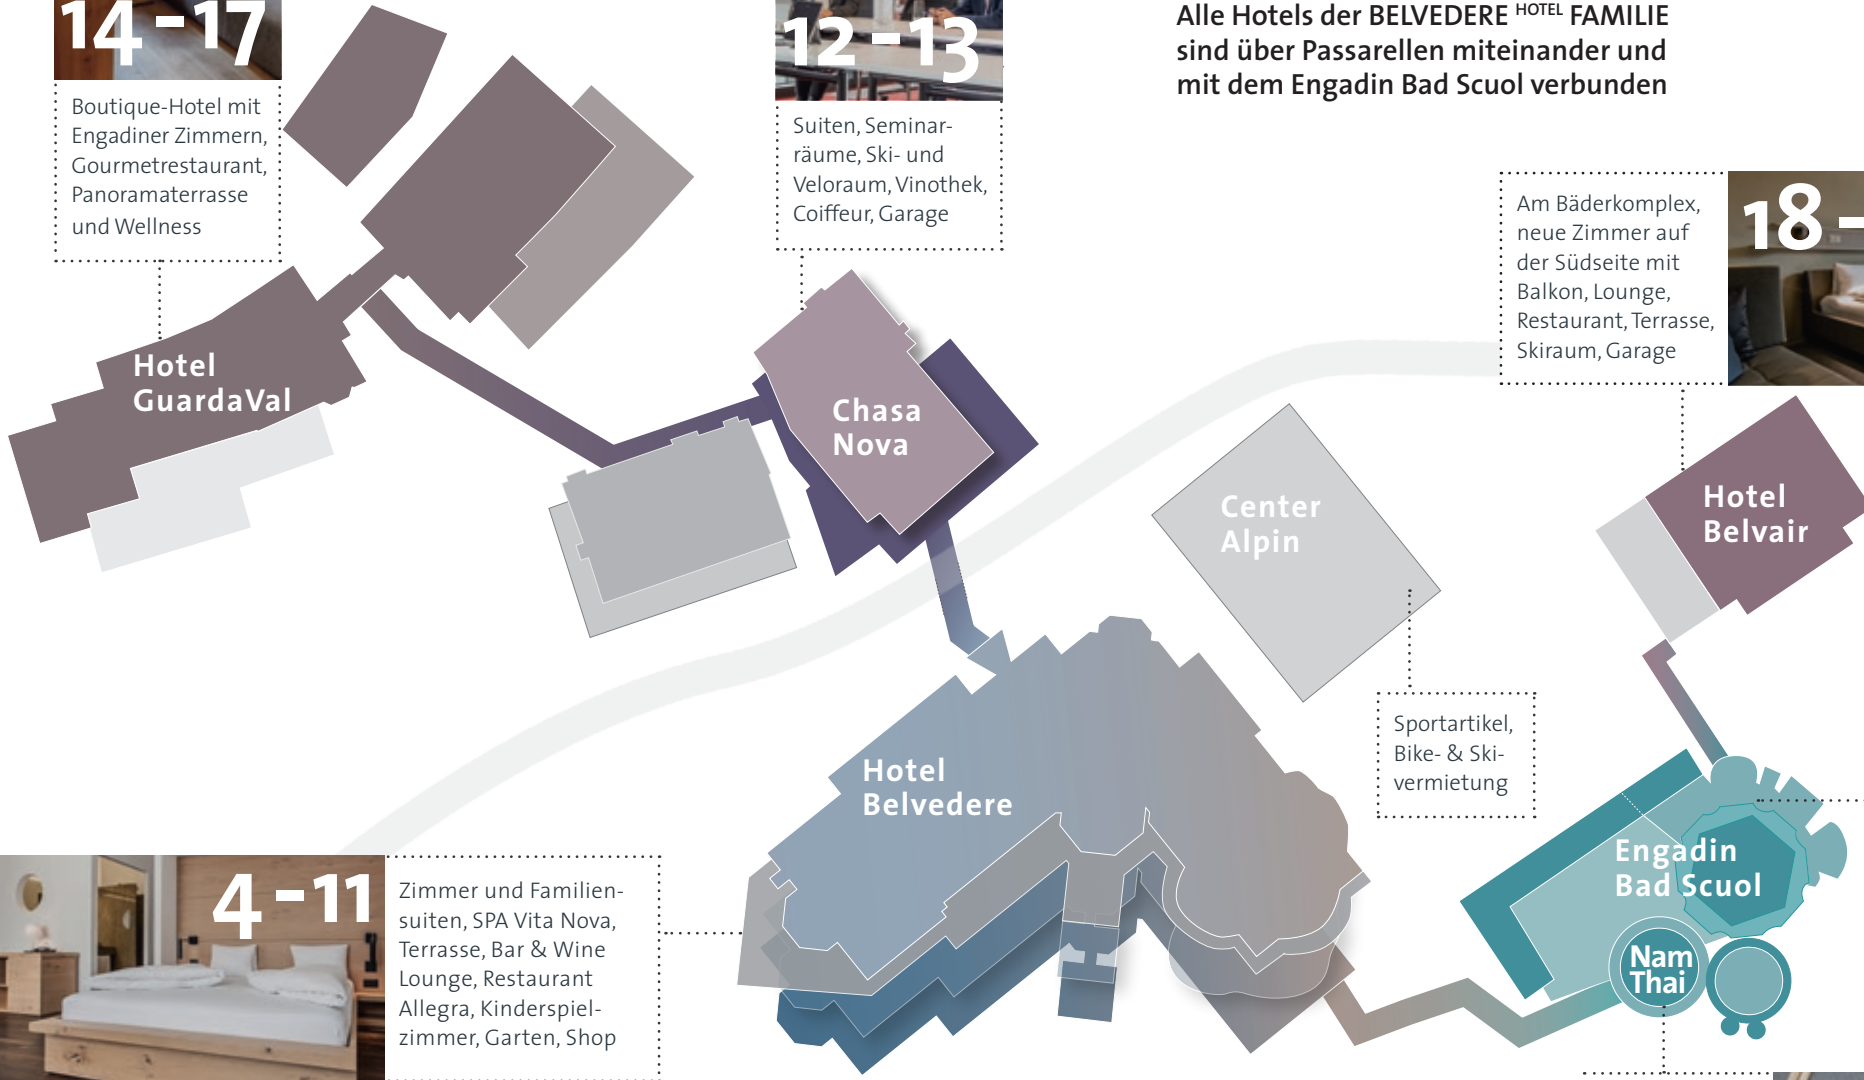 14-17
Boutique-Hotel mit
Engadiner Zimmern,
Gourmetrestaurant,
Panoramaterrasse
und Wellness
12-13
Suiten, Seminar-
räume, Ski- und
Veloraum, Vinothek,
Coiffeur, Garage
Alle Hotels der BELVEDERE HOTEL FAMILIE
sind über Passarellen miteinander und
mit dem Engadin Bad Scuol verbunden
Am Bäderkomplex,
neue Zimmer auf
der Südseite mit
Balkon, Lounge,
Restaurant, Terrasse,
Skiraum, Garage
18-
Hotel
GuardaVal
Chasa
Nova
Center
Alpin
Hotel
Belvair
Sportartikel,
Bike- & Ski-
vermietung
Hotel
Belvedere
Engadin
Bad Scuol
Nam
Thai
4-11
Zimmer und Familien-
suiten, SPA Vita Nova,
Terrasse, Bar & Wine
Lounge, Restaurant
Allegra, Kinderspiel-
zimmer, Garten, Shop